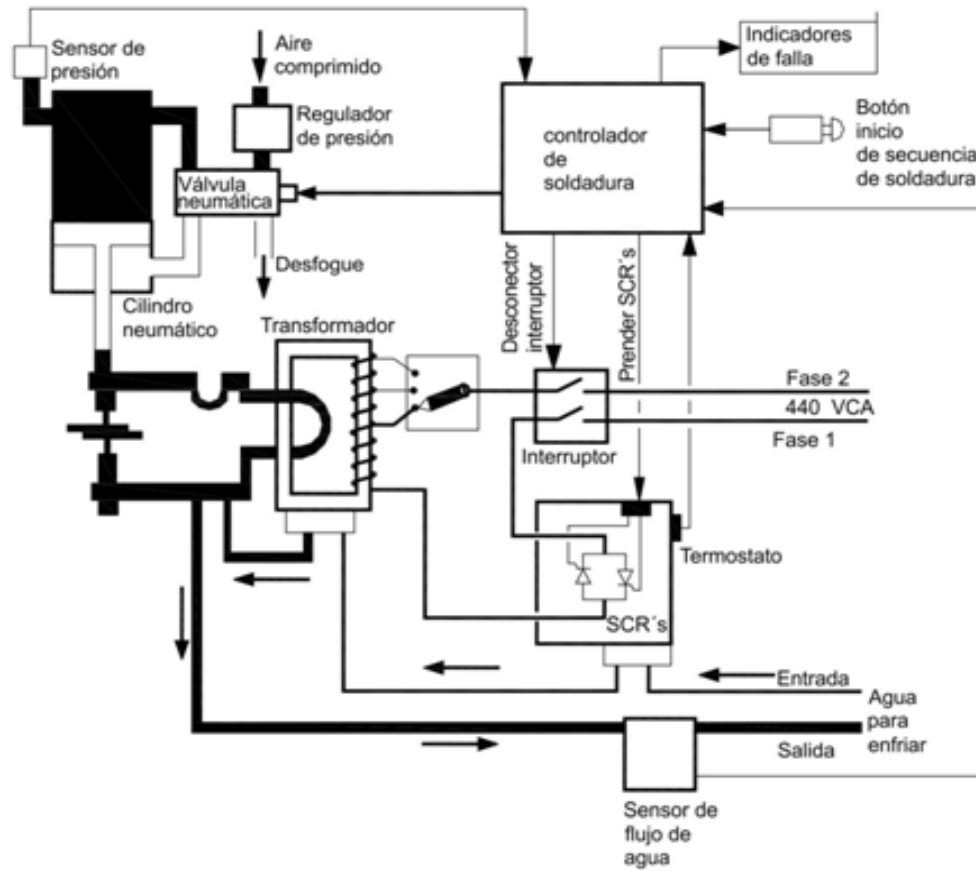 Sensor de
presión
Aire
comprimido
Regulador
de presión
Válvula
neumática
Desfogue
Cilindro
neumático
Transformador
controlador
de
soldadura
Indicadores
de falla
Botón
inicio
de secuencia
de soldadura
Desconector
interruptor
Prender SCR´s
Fase 2
440 VCA
Fase 1
Interruptor
Termostato
SCR´s
Entrada
Agua
para
enfriar
Salida
Sensor de
flujo de
agua